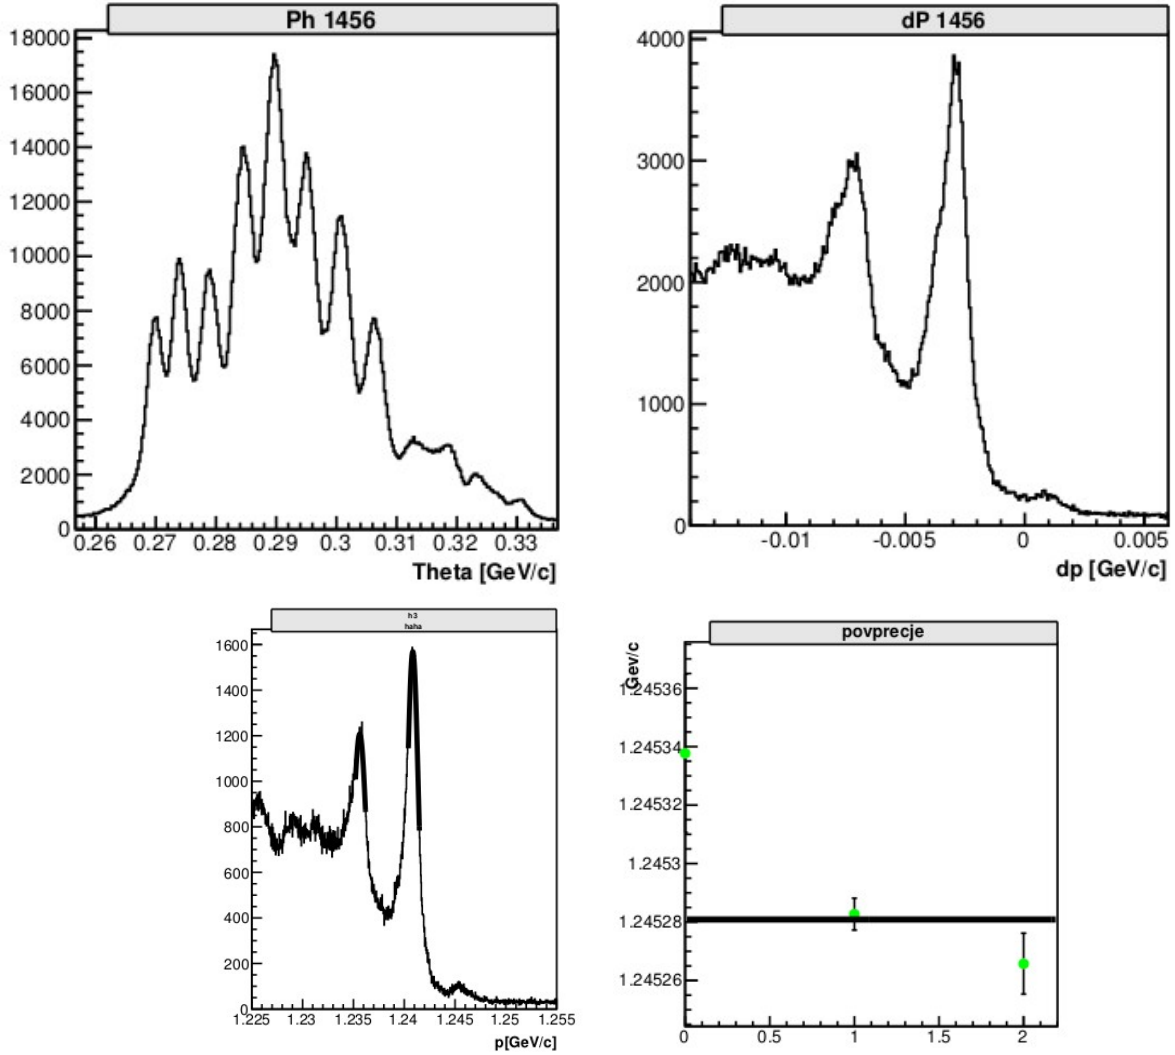 Ph 1456
18000
16000
14000
12000
10000
8000
6000
4000
2000
0
0.26 0.27 0.28 0.29 0.3 0.31 0.32 0.33
Theta [GeV/c]
dP 1456
4000
3000
2000
1000
0
-0.01 -0.005 0 0.005
dp [GeV/c]
h3
haha
1600
1400
1200
1000
800
600
400
200
0
1.225 1.23 1.235 1.24 1.245 1.25 1.255
p[GeV/c]
povprecje
Gev/c
1.24536
1.24534
1.24532
1.2453
1.24528
1.24526
0 0.5 1 1.5 2